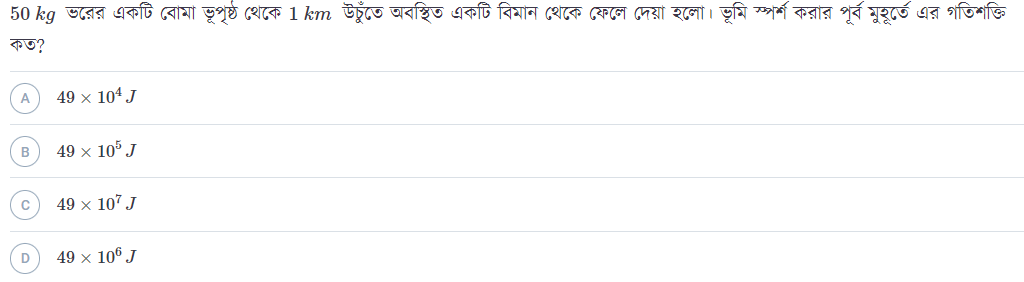 50 kg ভরের একটি বোমা ভুপৃষ্ঠ থেকে 1 km উচুঁতে অবস্থিত একটি বিমান থেকে ফেলে দেয়া হলো। ভূমি স্পর্শ করার পূর্ব মুহূর্তে এর গতিশক্তি
কত?
A 49 × 10⁴ J
B 49 × 10⁵ J
C 49 × 10⁷ J
D 49 × 10⁶ J